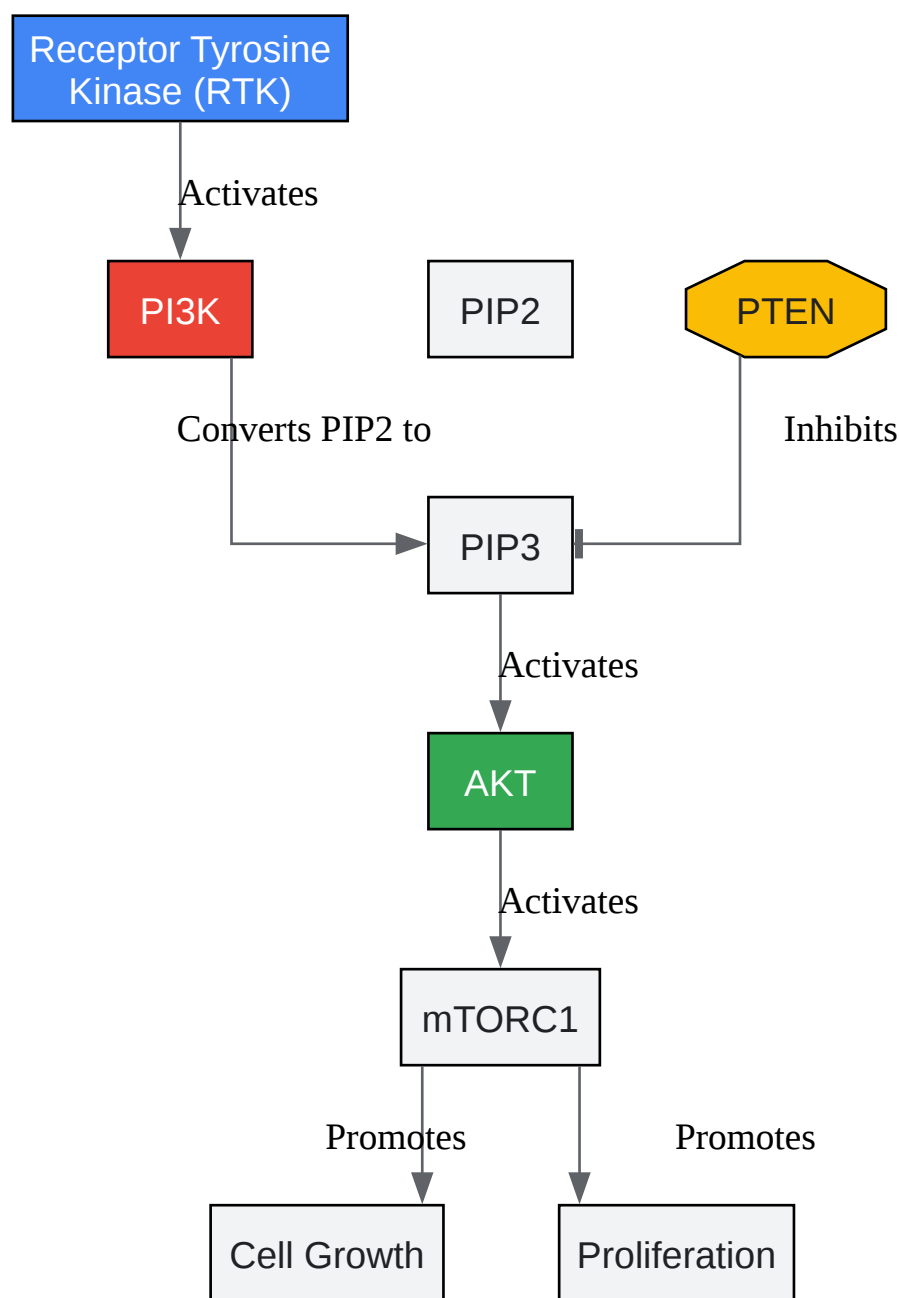 Receptor Tyrosine
Kinase (RTK)
Activates
PI3K
PIP2
PTEN
Converts PIP2 to
Inhibits
PIP3
Activates
AKT
Activates
mTORC1
Promotes
Promotes
Cell Growth
Proliferation